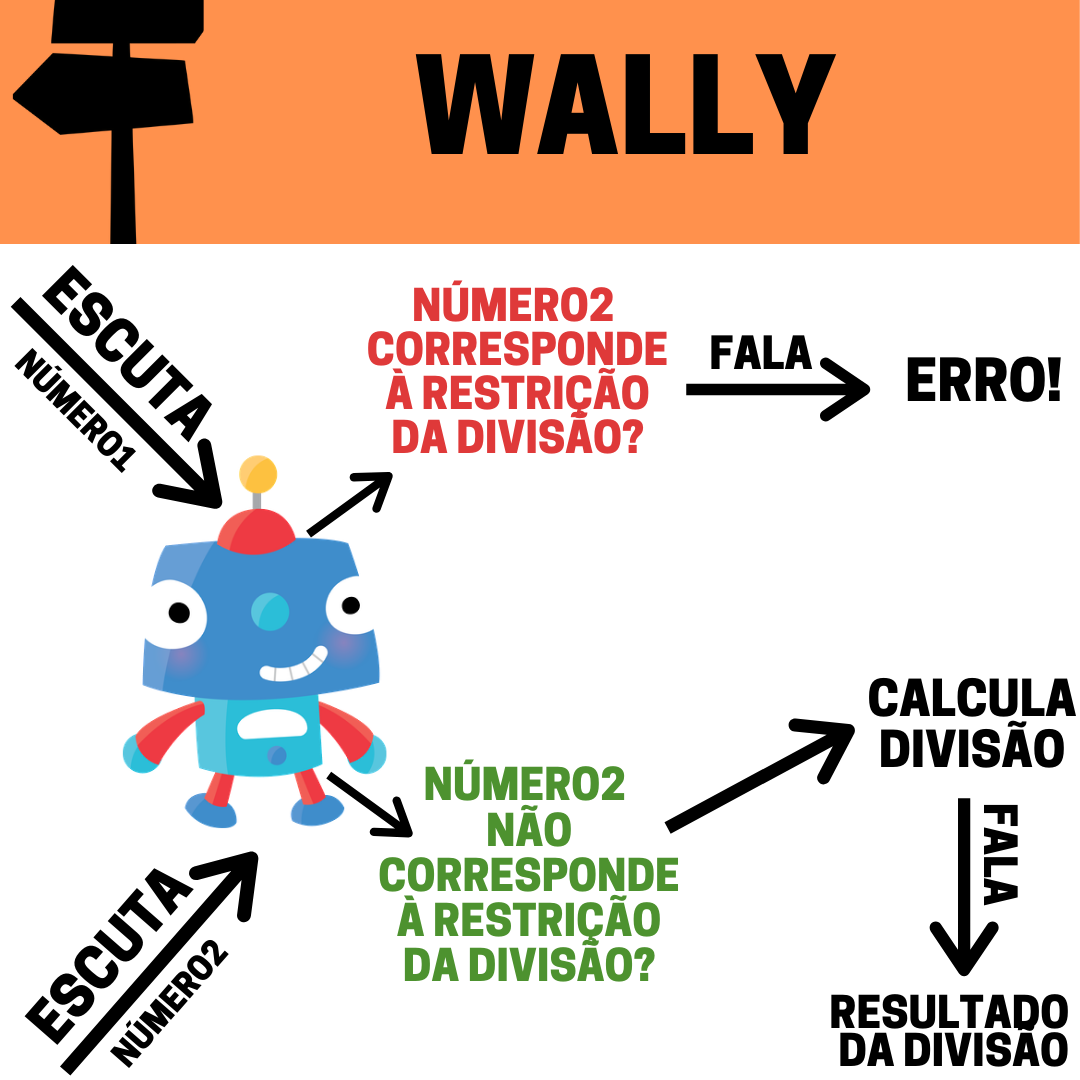 WALLY
ESCUTA
NÚMERO1
NÚMERO2
CORRESPONDE
À RESTRIÇÃO
DA DIVISÃO?
FALA
ERRO!
ESCUTA
NÚMERO2
NÚMERO2
NÃO
CORRESPONDE
À RESTRIÇÃO
DA DIVISÃO?
CALCULA
DIVISÃO
FALA
RESULTADO
DA DIVISÃO